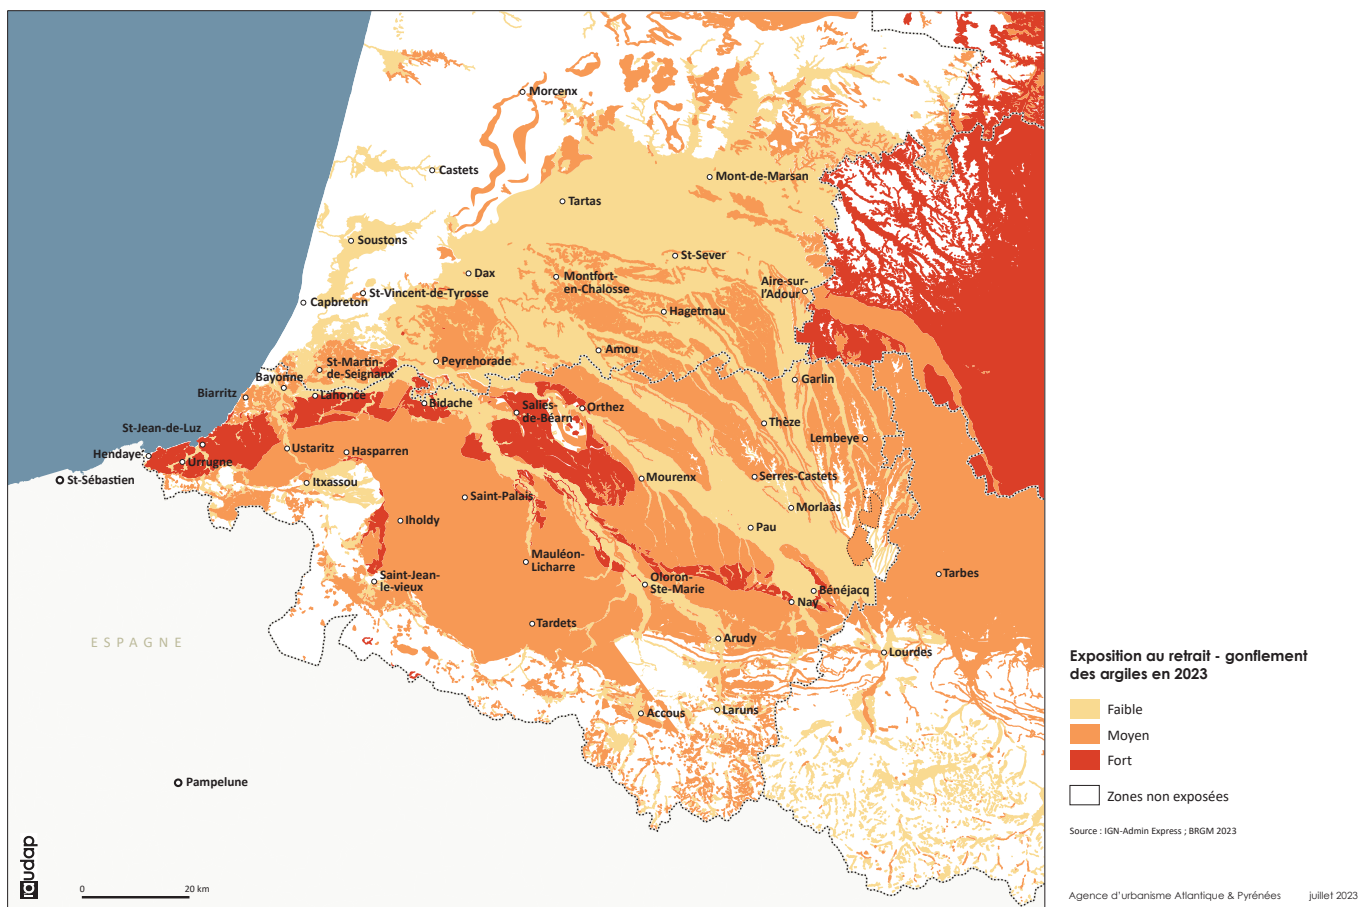 Morcenx
Castets
Mont-de-Marsan
Tartas
Soustons
St-Sever
Dax
Montfort-
en-Chalosse
Aire-sur-
l'Adour
St-Vincent-de-Tyrosse
Capbreton
Hagetmau
Amou
Peyrehorade
St-Martin-
de-Seignanx
Bayonne
Garlin
Biarritz
Lahonce
Bidache
Salies-
de-Béarn
Orthez
Thèze
St-Jean-de-Luz
Lembeye
Hendaye
Urrugne
Ustaritz
Hasparren
St-Sébastien
Itxassou
Mourenx
Serres-Castets
Saint-Palais
Morlaàs
Iholdy
Pau
Mauléon-
Licharre
Tarbes
Saint-Jean-
le-vieux
Oloron-
Ste-Marie
Bénéjacq
Nay
Tardets
Arudy
ESPAGNE
Lourdes
Accous
Laruns
Pampelune
audap
0 20 km
Exposition au retrait - gonflement
des argiles en 2023
Faible
Moyen
Fort
Zones non exposées
Source : IGN-Admin Express ; BRGM 2023
Agence d'urbanisme Atlantique & Pyrénées juillet 2023